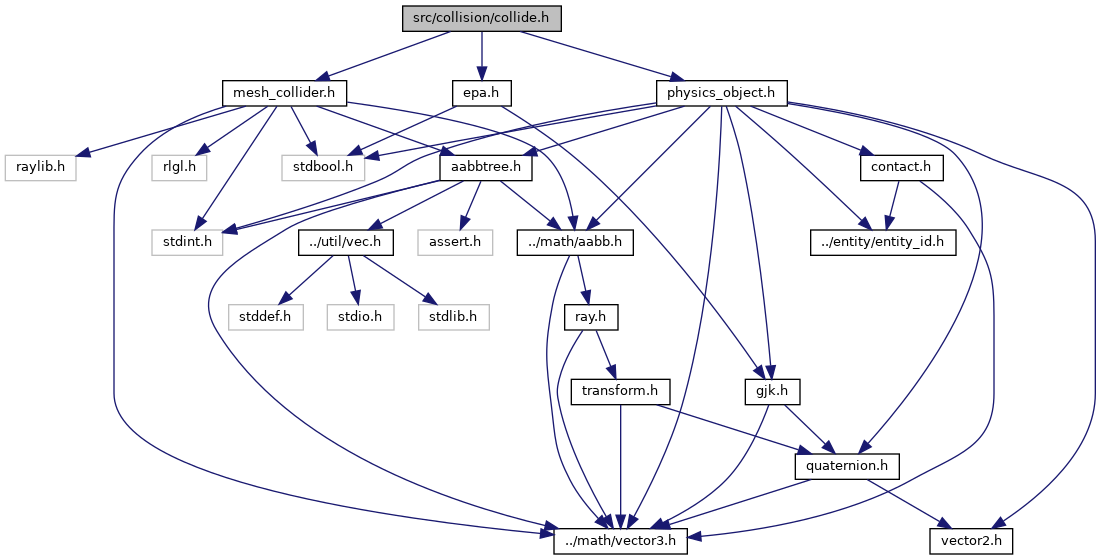 src/collision/collide.h
mesh_collider.h
epa.h
physics_object.h
raylib.h
rlgl.h
stdbool.h
aabbtree.h
contact.h
stdint.h
../util/vec.h
assert.h
../math/aabb.h
../entity/entity_id.h
stddef.h
stdio.h
stdlib.h
ray.h
transform.h
gjk.h
quaternion.h
../math/vector3.h
vector2.h